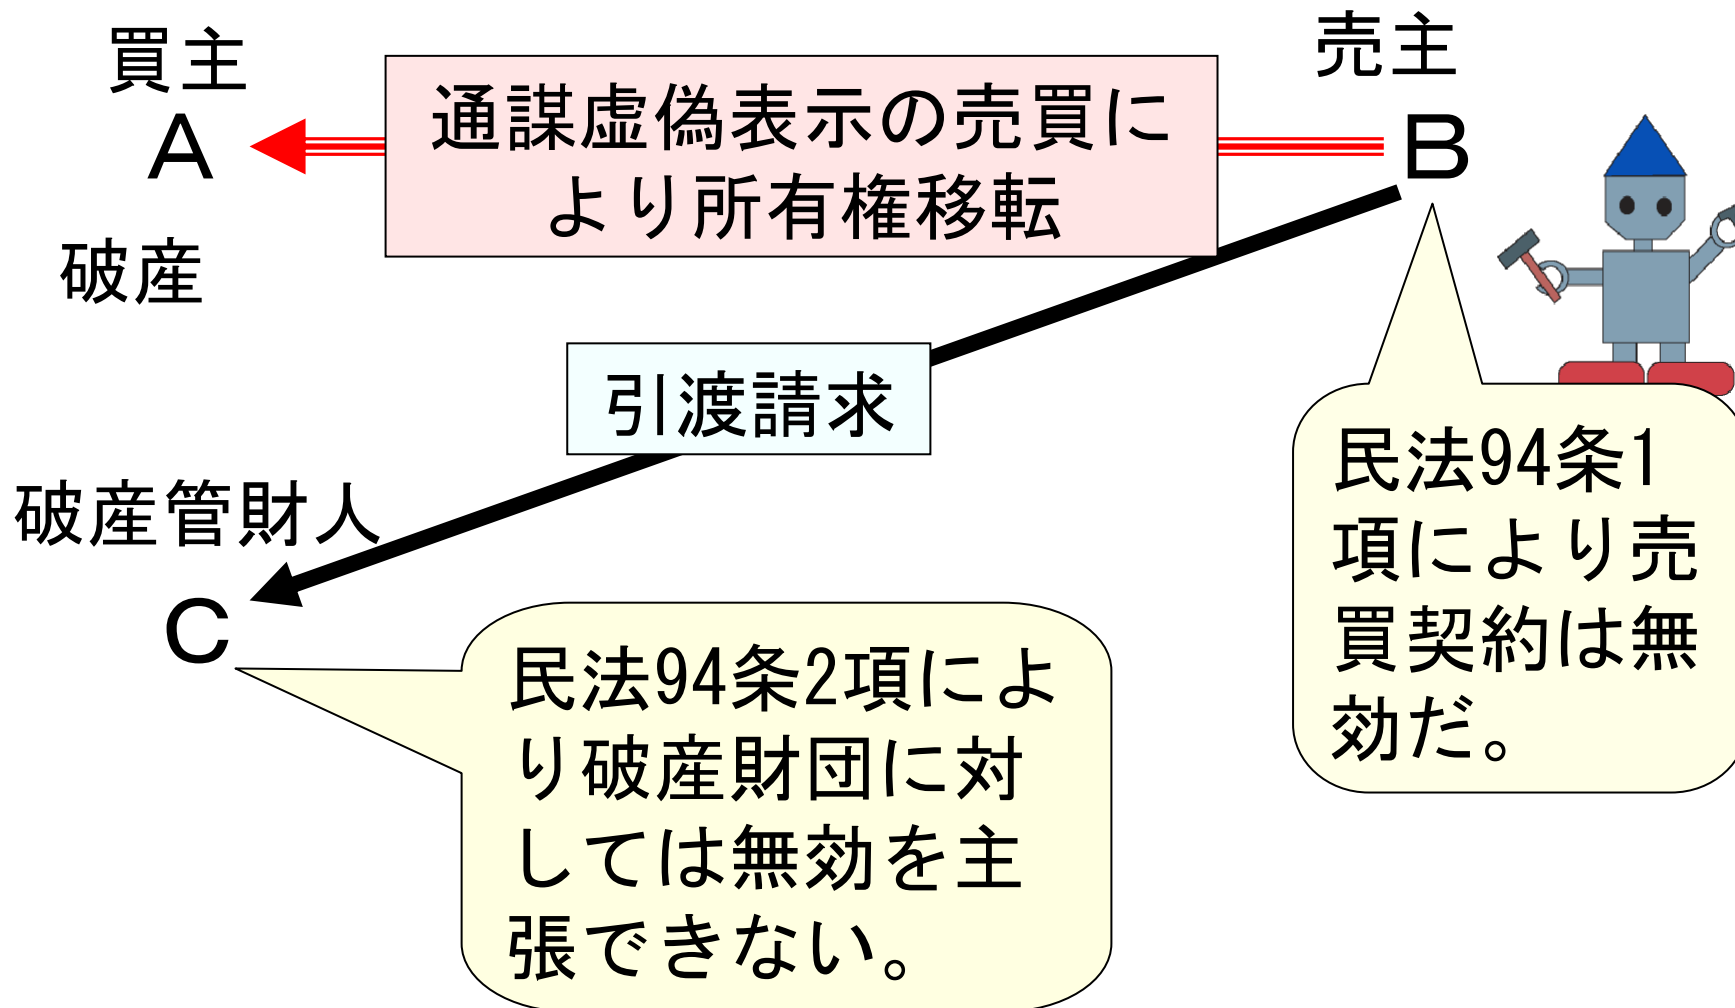 買主
A
売主
B
通謀虚偽表示の売買に
より所有権移転
破産
引渡請求
民法94条1
項により売
買契約は無
効だ。
破産管財人
C
民法94条2項によ
り破産財団に対
しては無効を主
張できない。